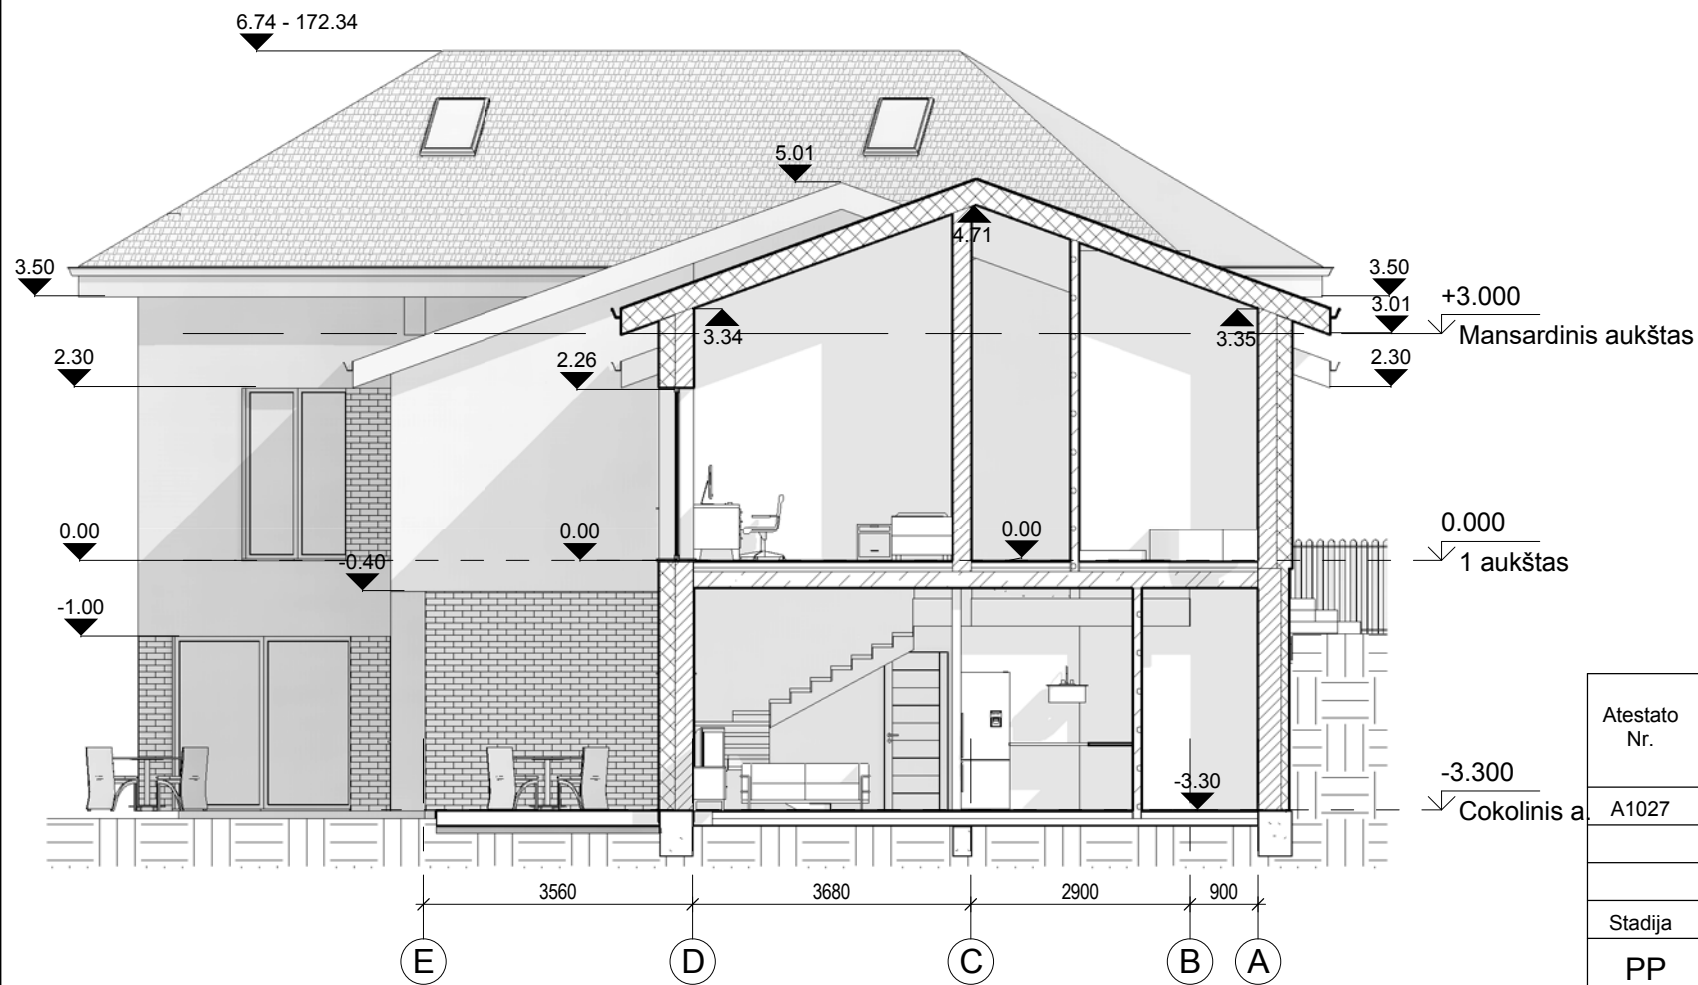 6.74 - 172.34
5.01
4.71
3.50
3.50
+3.000
3.01
Mansardinis aukštas
3.34
3.35
2.30
2.26
2.30
0.00
0.00
0.00
0.000
1 aukštas
-0.40
-1.00
Atestato
Nr.
-3.30
-3.300
Cokolinis a.
A1027
3560
3680
2900
900
Stadija
E
D
C
B
A
PP